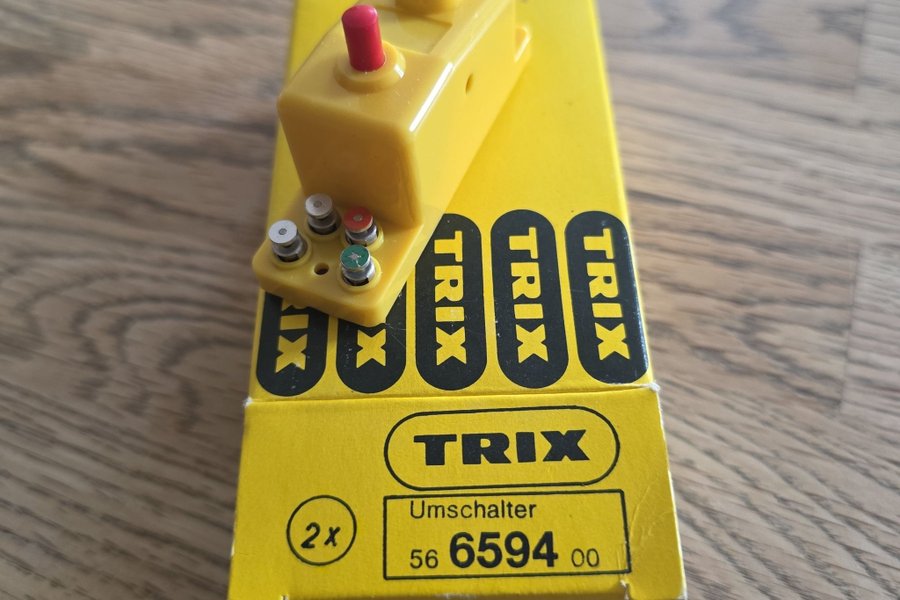 TRIX
TRIX
TRIX
TRIX
TRIX
TRIX
2x
Umschalter
56 6594 00